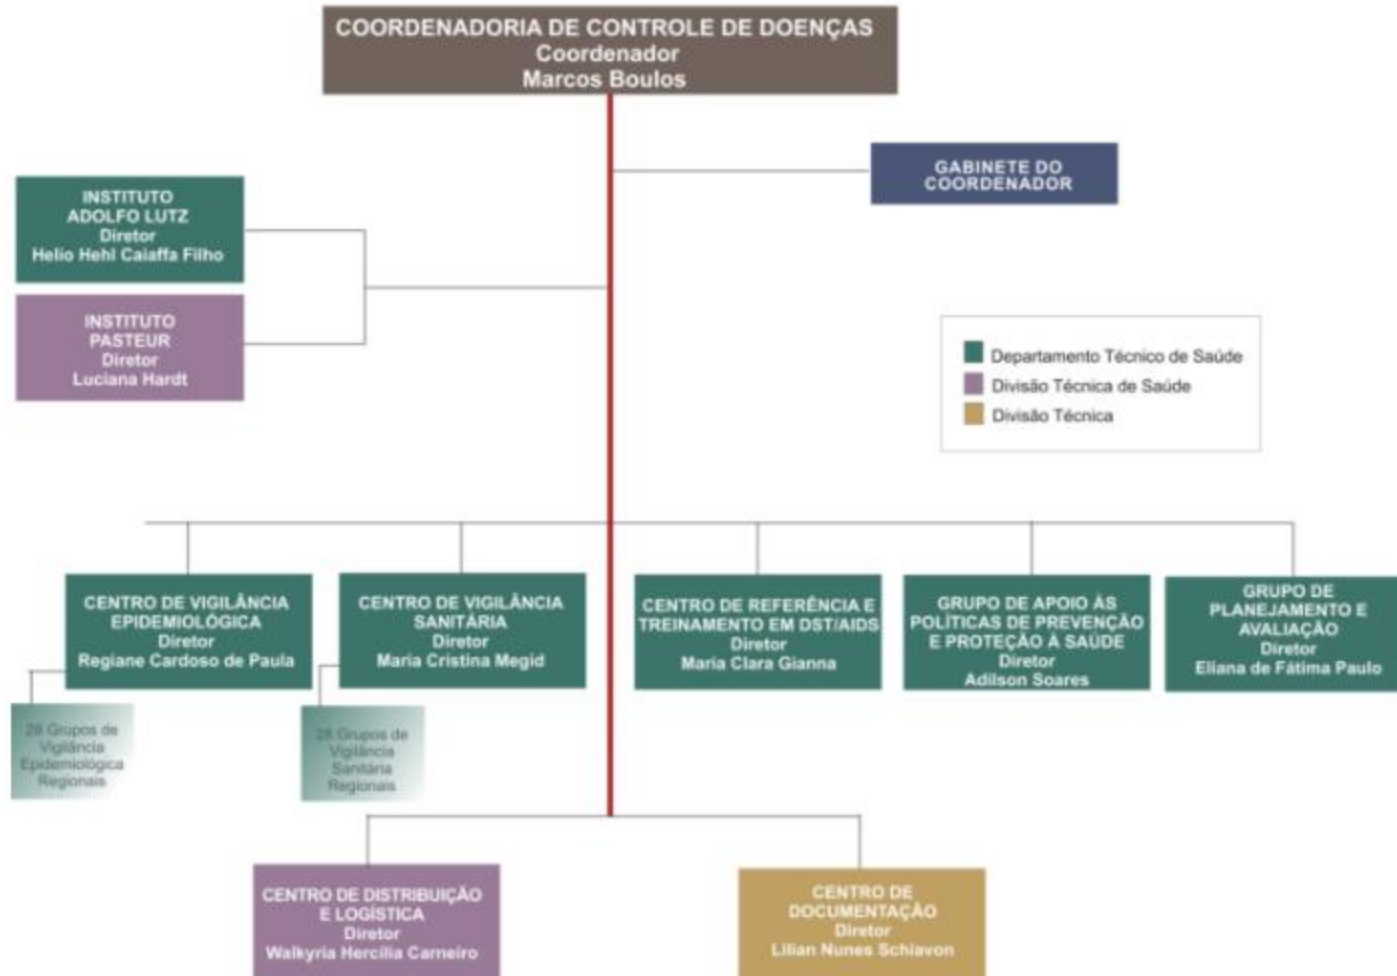 COORDENADORIA DE CONTROLE DE DOENÇAS
Coordenador
Marcos Boulos
GABINETE DO
COORDENADOR
INSTITUTO
ADOLFO LUTZ
Diretor
Helio Hehl Caiaffa Filho
INSTITUTO
PASTEUR
Diretor
Luciana Hardt
Departamento Técnico de Saúde
Divisão Técnica de Saúde
Divisão Técnica
CENTRO DE VIGILÂNCIA
EPIDEMIOLÓGICA
Diretor
Regiane Cardoso de Paula
CENTRO DE VIGILÂNCIA
SANITÁRIA
Diretor
Maria Cristina Megid
CENTRO DE REFERÊNCIA E
TREINAMENTO EM DST/AIDS
Diretor
Maria Clara Gianna
GRUPO DE APOIO ÀS
POLÍTICAS DE PREVENÇÃO
E PROTEÇÃO À SAÚDE
Diretor
Adilson Soares
GRUPO DE
PLANEJAMENTO E
AVALIAÇÃO
Diretor
Eliana de Fátima Paulo
28 Grupos de
Vigilância
Epidemiológica
Regionais
28 Grupos de
Vigilância
Sanitária
Regionais
CENTRO DE DISTRIBUIÇÃO
E LOGÍSTICA
Diretor
Walkyria Hercília Carneiro
CENTRO DE
DOCUMENTAÇÃO
Diretor
Lilian Nunes Schiavon